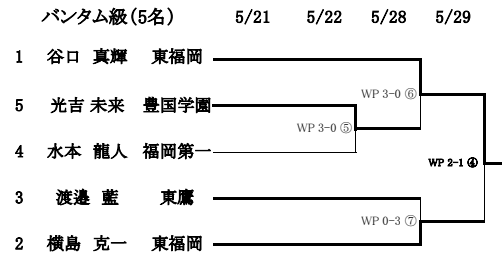 バンタム級（5名） 5/21 5/22 5/28 5/29
1 谷口 真輝 東福岡
WP 3-0 ⑥
5 光吉 未来 豊国学園
WP 3-0 ⑤
4 水本 龍人 福岡第一
WP 2-1 ④
3 渡邉 藍 東鷹
WP 0-3 ⑦
2 横島 克一 東福岡